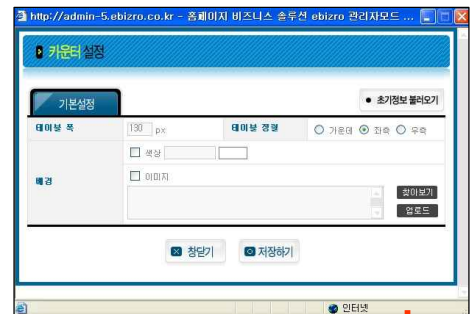 http://admin-5.ebizro.co.kr - 홈페이지 비즈니스 솔루션 ebizro 관리자모드 ...
카운터 설정
기본설정
초기정보 불러오기
테이블 폭 190 px 테이블 정렬 가운데 좌측 우측
배경
색상
이미지
찾아보기
업로드
창닫기 저장하기
인터넷